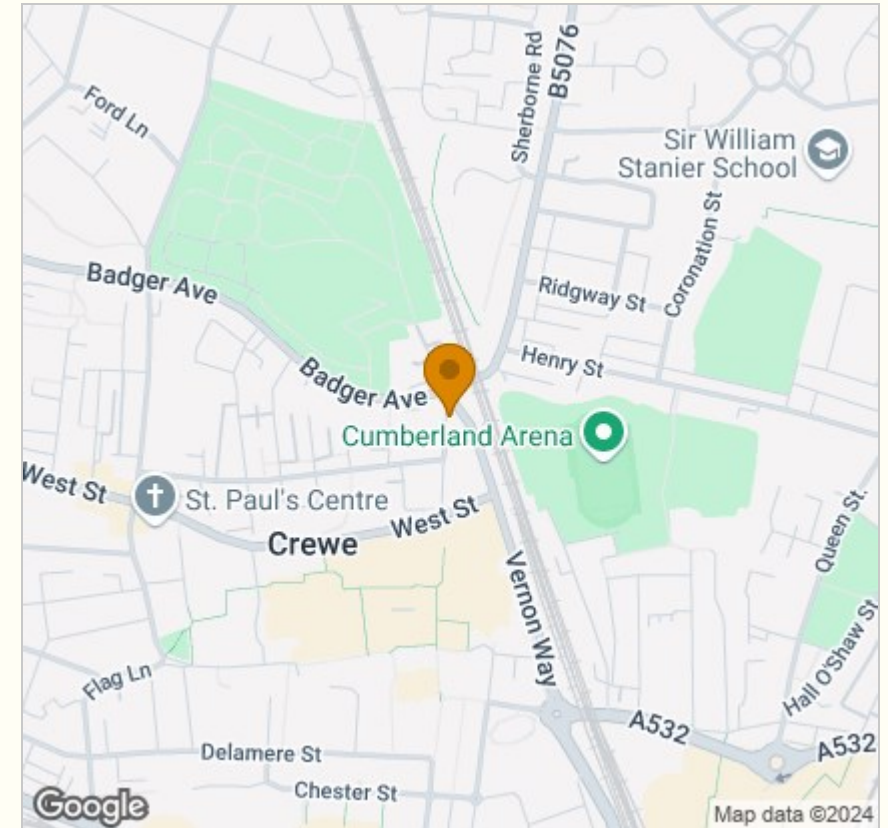 Ford Ln
Sherborne Rd
B5076
Sir William
Stanier School
Coronation St
Badger Ave
Ridgway St
Henry St
Badger Ave
Cumberland Arena
West St
St. Paul's Centre
West St
Crewe
Queen St.
Vernon Way
Hall O'Shaw St
Flag Ln
A532
A532
Delamere St
Chester St
Google
Map data ©2024